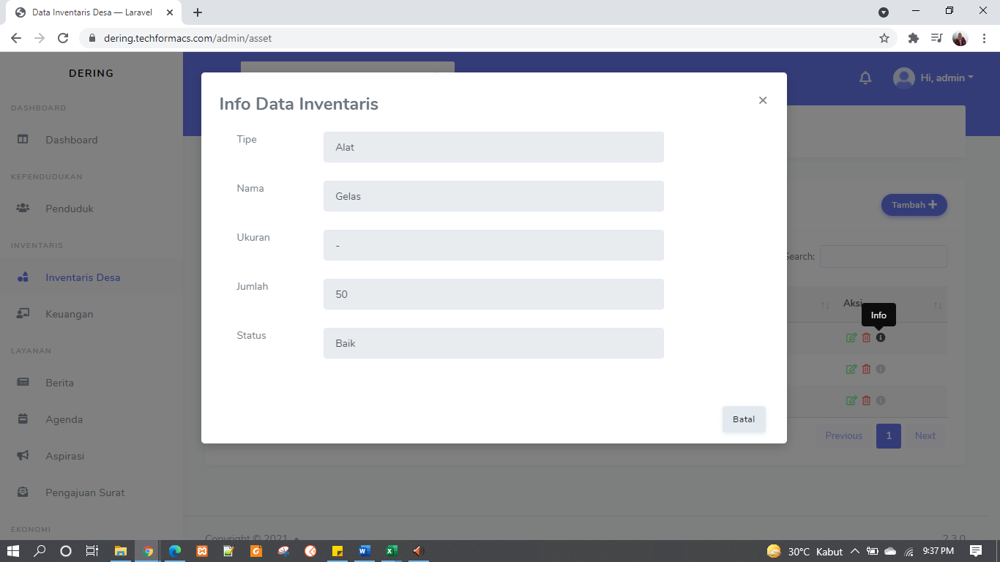 Data Inventaris Desa — Laravel
dering.techformacs.com/admin/asset
DERING
Hi, admin
DASHBOARD
Dashboard
KEPENDUDUKAN
Penduduk
INVENTARIS
Inventaris Desa
Keuangan
LAYANAN
Berita
Agenda
Aspirasi
Pengajuan Surat
EKONOMI
Info Data Inventaris
×
Tipe
Alat
Nama
Gelas
Ukuran
-
Jumlah
50
Status
Baik
Batal
Tambah +
Search:
Aksi
Info
Previous 1 Next
Copyright © 2021 •
2.3.0
30°C Kabut
9:37 PM